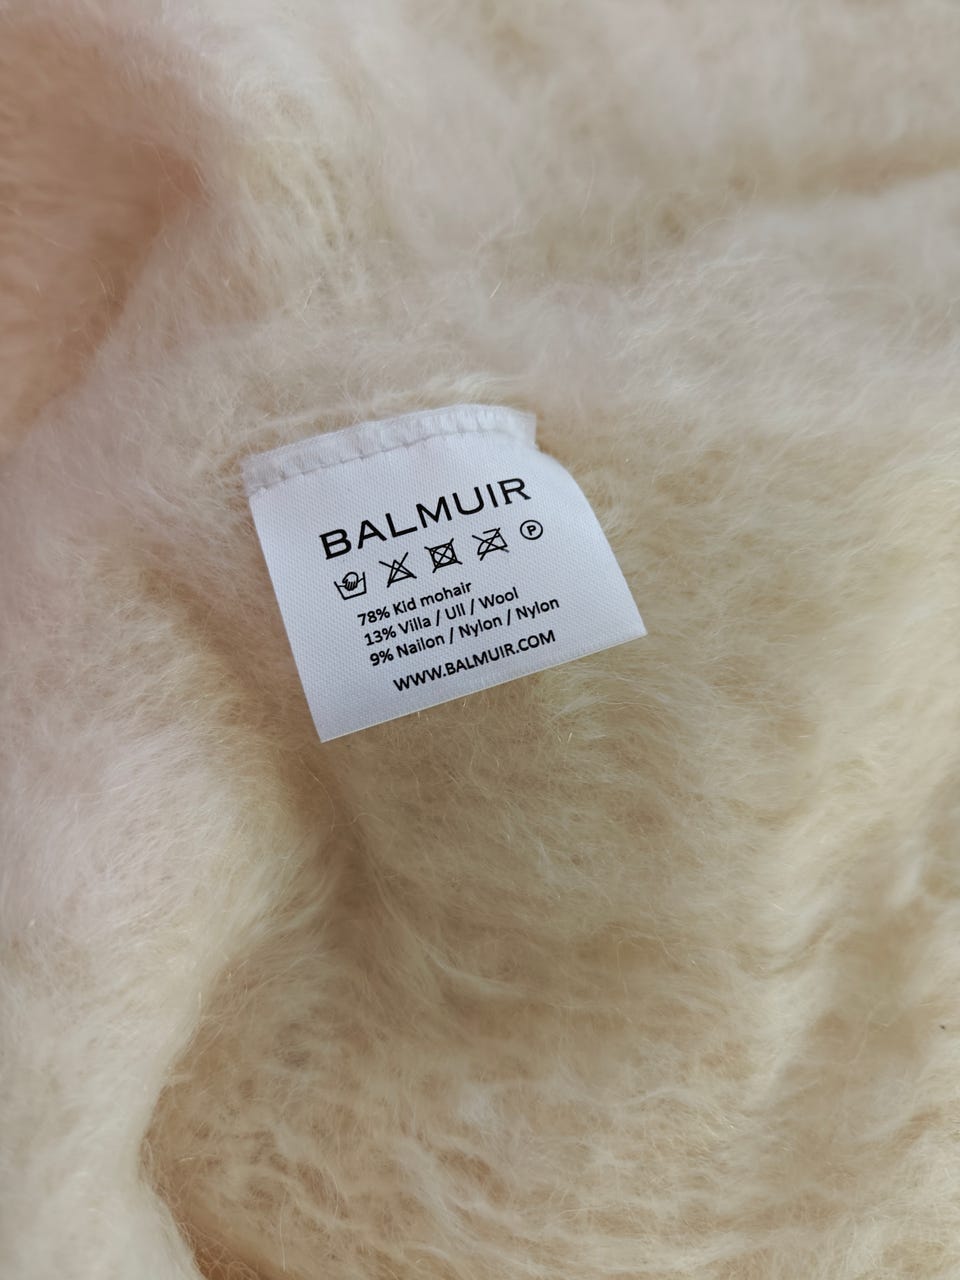 BALMUIR
P
78% Kid mohair
13% Villa / Ull / Wool
9% Nailon / Nylon / Nylon
WWW.BALMUIR.COM